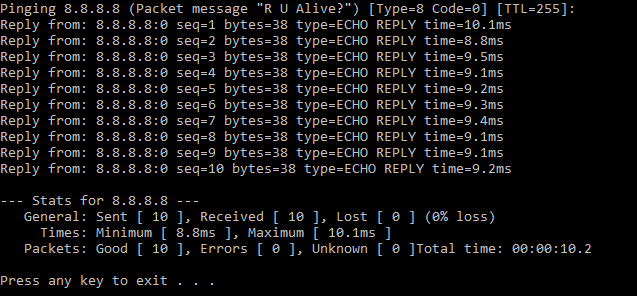 Pinging 8.8.8.8 (Packet message "R U Alive?") [Type=8 Code=0] [TTL=255]:
Reply from: 8.8.8.8:0 seq=1 bytes=38 type=ECHO REPLY time=10.1ms
Reply from: 8.8.8.8:0 seq=2 bytes=38 type=ECHO REPLY time=8.8ms
Reply from: 8.8.8.8:0 seq=3 bytes=38 type=ECHO REPLY time=9.5ms
Reply from: 8.8.8.8:0 seq=4 bytes=38 type=ECHO REPLY time=9.1ms
Reply from: 8.8.8.8:0 seq=5 bytes=38 type=ECHO REPLY time=9.2ms
Reply from: 8.8.8.8:0 seq=6 bytes=38 type=ECHO REPLY time=9.3ms
Reply from: 8.8.8.8:0 seq=7 bytes=38 type=ECHO REPLY time=9.4ms
Reply from: 8.8.8.8:0 seq=8 bytes=38 type=ECHO REPLY time=9.1ms
Reply from: 8.8.8.8:0 seq=9 bytes=38 type=ECHO REPLY time=9.1ms
Reply from: 8.8.8.8:0 seq=10 bytes=38 type=ECHO REPLY time=9.2ms
--- Stats for 8.8.8.8 ---
General: Sent [ 10 ], Received [ 10 ], Lost [ 0 ] (0% loss)
Times: Minimum [ 8.8ms ], Maximum [ 10.1ms ]
Packets: Good [ 10 ], Errors [ 0 ], Unknown [ 0 ]Total time: 00:00:10.2
Press any key to exit . . .